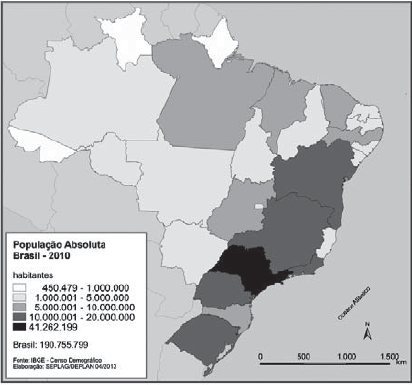 População Absoluta
Brasil - 2010
habitantes
450.479 - 1.000.000
1.000.001 - 5.000.000
5.000.001 - 10.000.000
10.000.001 - 20.000.000
41.262.199
Brasil: 190.755.799
Fonte: IBGE - Censo Demográfico
Elaboração: SEPLAG/DEPLAN 04/2012
Oceano Atlântico
N
0 500 1.000 1.500
km